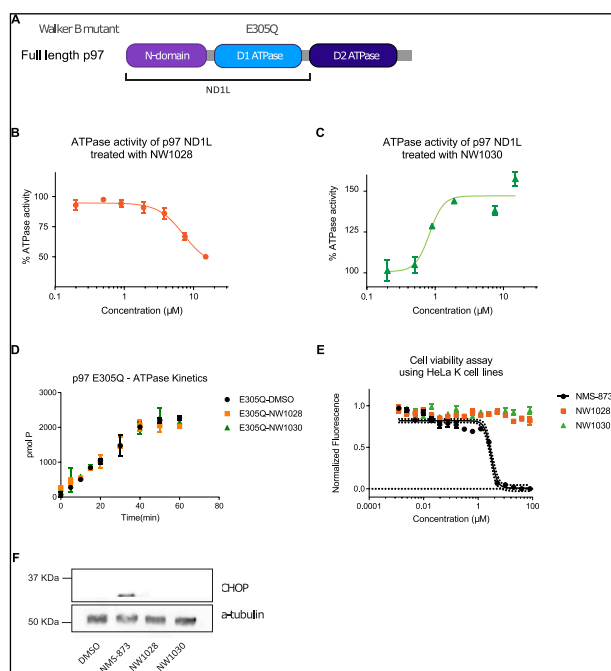 A
Walker B mutant E305Q
Full length p97 N-domain D1 ATPase D2 ATPase
ND1L
B
ATPase activity of p97 ND1L
treated with NW1028
% ATPase activity
100
75
50
0.1 1 10
Concentration (µM)
C
ATPase activity of p97 ND1L
treated with NW1030
% ATPase activity
150
125
100
0.1 1 10
Concentration (µM)
D
p97 E305Q - ATPase Kinetics
pmol P
3000
2000
1000
0
0 20 40 60 80
Time(min)
E305Q-DMSO
E305Q-NW1028
E305Q-NW1030
E
Cell viability assay
using HeLa K cell lines
Normalized Fluorescence
1.0
0.5
0.0
0.0001 0.01 1 100
Concentration (µM)
NMS-873
NW1028
NW1030
F
37 KDa
CHOP
50 KDa
a-tubulin
DMSO NMS-873 NW1028 NW1030